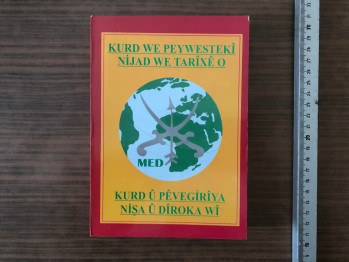 KURD WE PEYWESTEKÎ
NÎJAD WE TARÎXÊ O
MED
KURD Û PÊVEGIRÎYA
NÎŞA Û DÎROKA WÎ